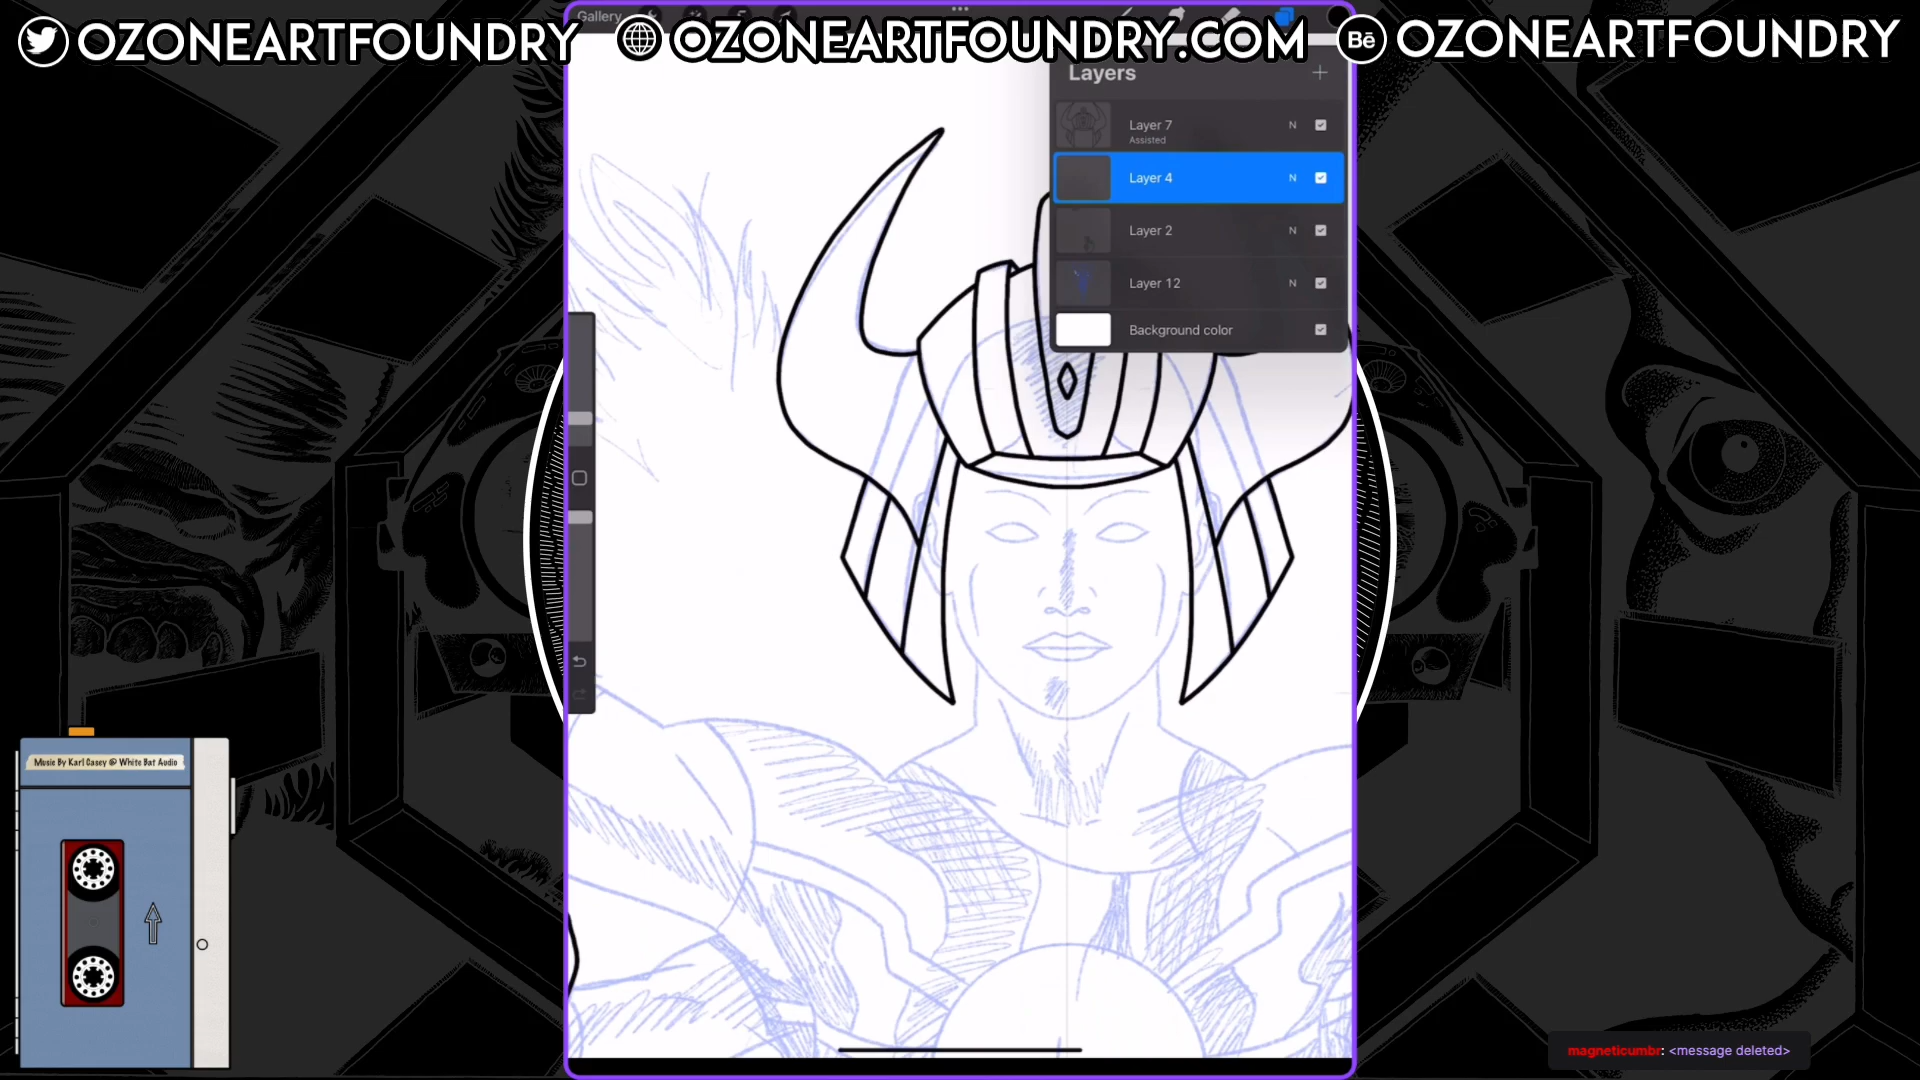 OZONEARTFOUNDRY
OZONEARTFOUNDRY.COM
Bē OZONEARTFOUNDRY
Gallery
Layers
Layer 7 N
Assisted
Layer 4 N
Layer 2 N
Layer 12 N
Background color
Music By Karl Casey @ White Bat Audio
magneticumbr: <message deleted>